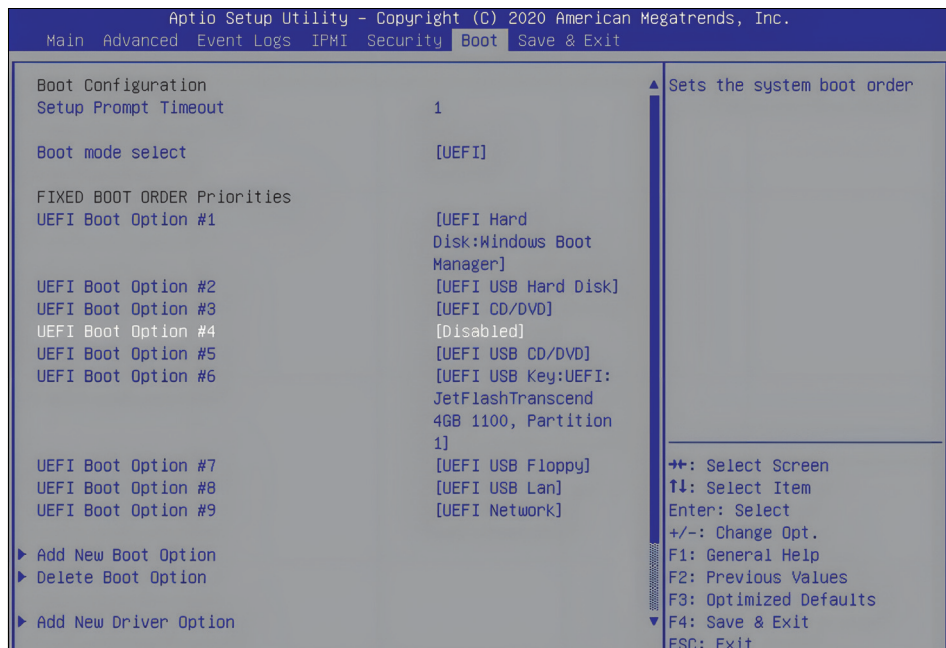 Aptio Setup Utility – Copyright (C) 2020 American Megatrends, Inc.
Main Advanced Event Logs IPMI Security Boot Save & Exit
Boot Configuration
Setup Prompt Timeout 1
Boot mode select [UEFI]
FIXED BOOT ORDER Priorities
UEFI Boot Option #1 [UEFI Hard
Disk:Windows Boot
Manager]
UEFI Boot Option #2 [UEFI USB Hard Disk]
UEFI Boot Option #3 [UEFI CD/DVD]
UEFI Boot Option #4 [Disabled]
UEFI Boot Option #5 [UEFI USB CD/DVD]
UEFI Boot Option #6 [UEFI USB Key:UEFI:
JetFlashTranscend
4GB 1100, Partition
1]
UEFI Boot Option #7 [UEFI USB Floppy]
UEFI Boot Option #8 [UEFI USB Lan]
UEFI Boot Option #9 [UEFI Network]
Add New Boot Option
Delete Boot Option
Add New Driver Option
Sets the system boot order
→←: Select Screen
↑↓: Select Item
Enter: Select
+/-: Change Opt.
F1: General Help
F2: Previous Values
F3: Optimized Defaults
F4: Save & Exit
ESC: Exit